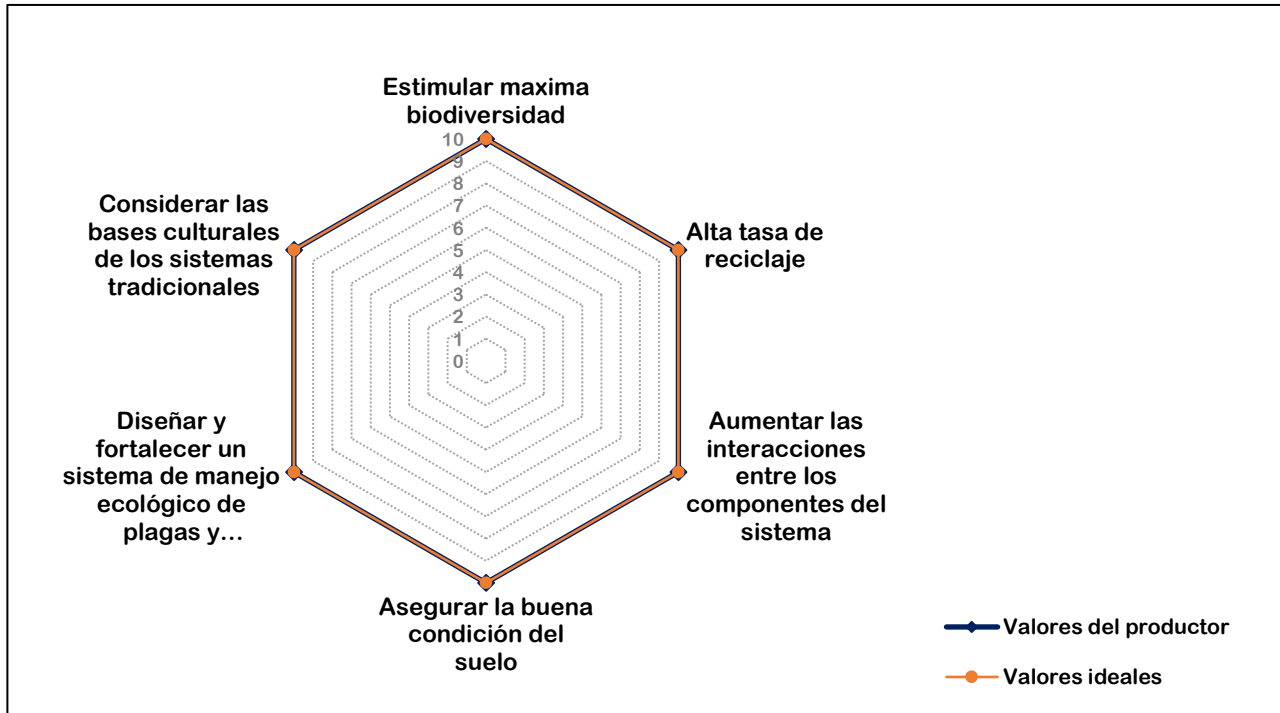 Estimular maxima
biodiversidad
10
9
8
7
6
5
4
3
2
1
0
Considerar las
bases culturales
de los sistemas
tradicionales
Alta tasa de
reciclaje
Diseñar y
fortalecer un
sistema de manejo
ecológico de
plagas y…
Aumentar las
interacciones
entre los
componentes del
sistema
Asegurar la buena
condición del
suelo
Valores del productor
Valores ideales